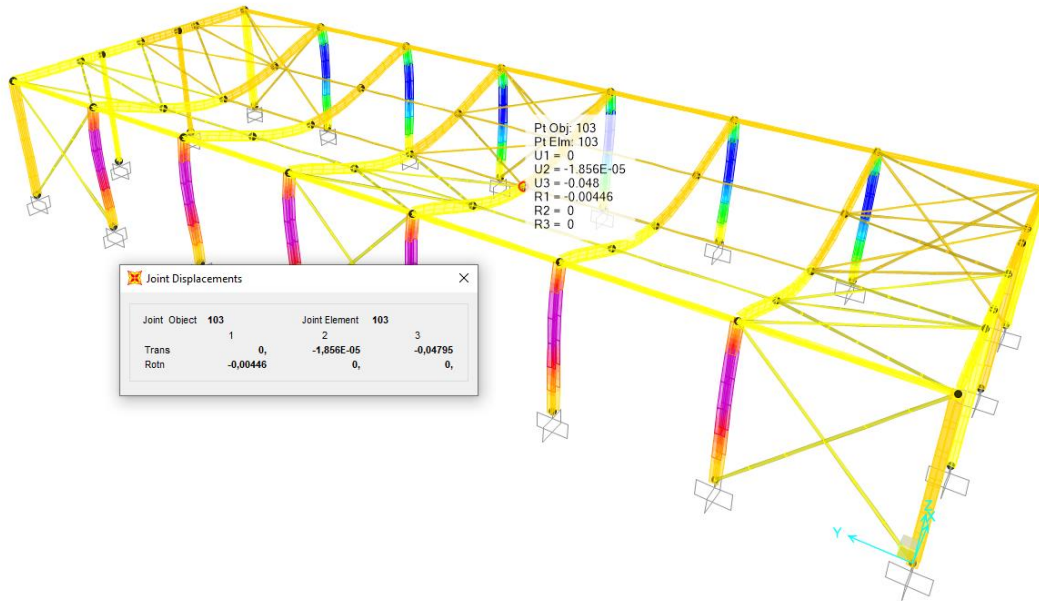 Pt Obj: 103
Pt Elm: 103
U1 = 0
U2 = -1.856E-05
U3 = -0.048
R1 = -0.00446
R2 = 0
R3 = 0
Joint Displacements
Joint Object 103 Joint Element 103
1 2 3
Trans 0, -1,856E-05 -0,04795
Rotn -0,00446 0, 0,
Z
X
Y